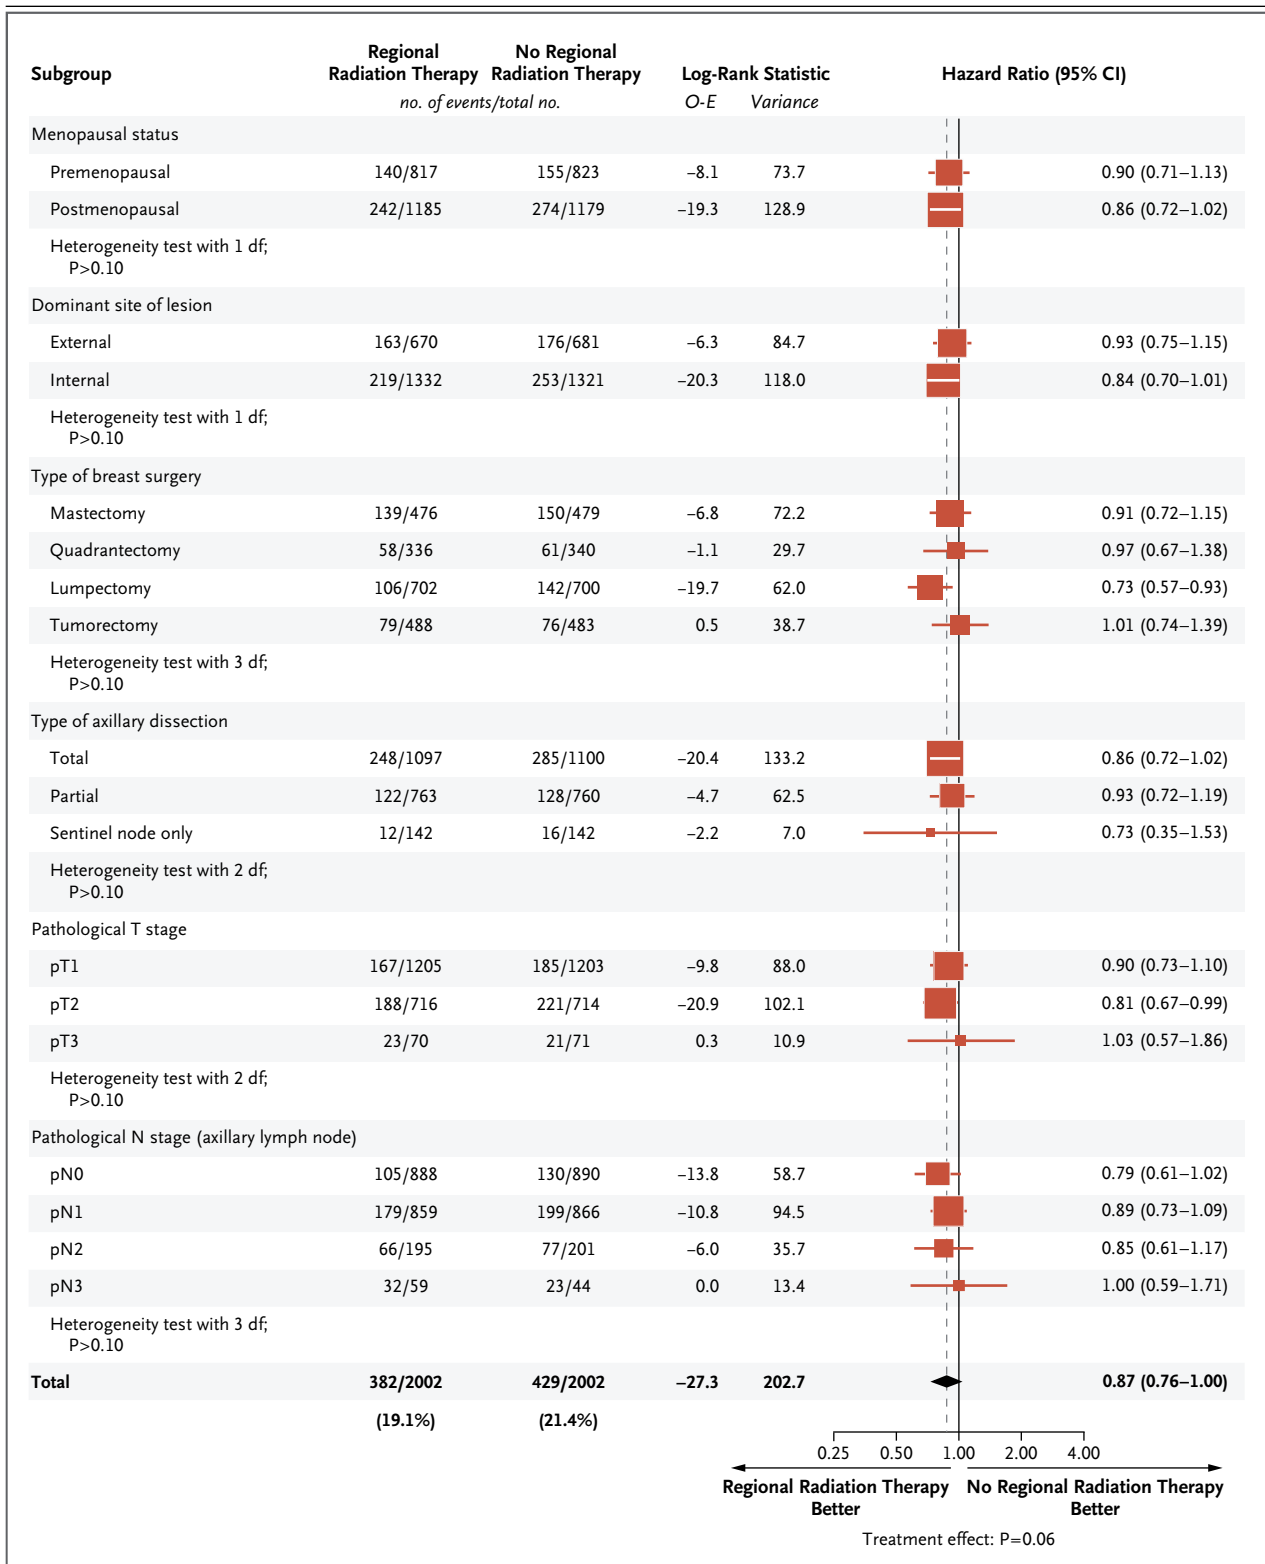 Regional No Regional
Subgroup Radiation Therapy Radiation Therapy Log-Rank Statistic Hazard Ratio (95% CI)
no. of events/total no. O-E Variance
Menopausal status
Premenopausal 140/817 155/823 –8.1 73.7 0.90 (0.71–1.13)
Postmenopausal 242/1185 274/1179 –19.3 128.9 0.86 (0.72–1.02)
Heterogeneity test with 1 df;
P>0.10
Dominant site of lesion
External 163/670 176/681 –6.3 84.7 0.93 (0.75–1.15)
Internal 219/1332 253/1321 –20.3 118.0 0.84 (0.70–1.01)
Heterogeneity test with 1 df;
P>0.10
Type of breast surgery
Mastectomy 139/476 150/479 –6.8 72.2 0.91 (0.72–1.15)
Quadrantectomy 58/336 61/340 –1.1 29.7 0.97 (0.67–1.38)
Lumpectomy 106/702 142/700 –19.7 62.0 0.73 (0.57–0.93)
Tumorectomy 79/488 76/483 0.5 38.7 1.01 (0.74–1.39)
Heterogeneity test with 3 df;
P>0.10
Type of axillary dissection
Total 248/1097 285/1100 –20.4 133.2 0.86 (0.72–1.02)
Partial 122/763 128/760 –4.7 62.5 0.93 (0.72–1.19)
Sentinel node only 12/142 16/142 –2.2 7.0 0.73 (0.35–1.53)
Heterogeneity test with 2 df;
P>0.10
Pathological T stage
pT1 167/1205 185/1203 –9.8 88.0 0.90 (0.73–1.10)
pT2 188/716 221/714 –20.9 102.1 0.81 (0.67–0.99)
pT3 23/70 21/71 0.3 10.9 1.03 (0.57–1.86)
Heterogeneity test with 2 df;
P>0.10
Pathological N stage (axillary lymph node)
pN0 105/888 130/890 –13.8 58.7 0.79 (0.61–1.02)
pN1 179/859 199/866 –10.8 94.5 0.89 (0.73–1.09)
pN2 66/195 77/201 –6.0 35.7 0.85 (0.61–1.17)
pN3 32/59 23/44 0.0 13.4 1.00 (0.59–1.71)
Heterogeneity test with 3 df;
P>0.10
Total 382/2002 429/2002 –27.3 202.7 0.87 (0.76–1.00)
(19.1%) (21.4%)
0.25 0.50 1.00 2.00 4.00
Regional Radiation Therapy No Regional Radiation Therapy
Better Better
Treatment effect: P=0.06